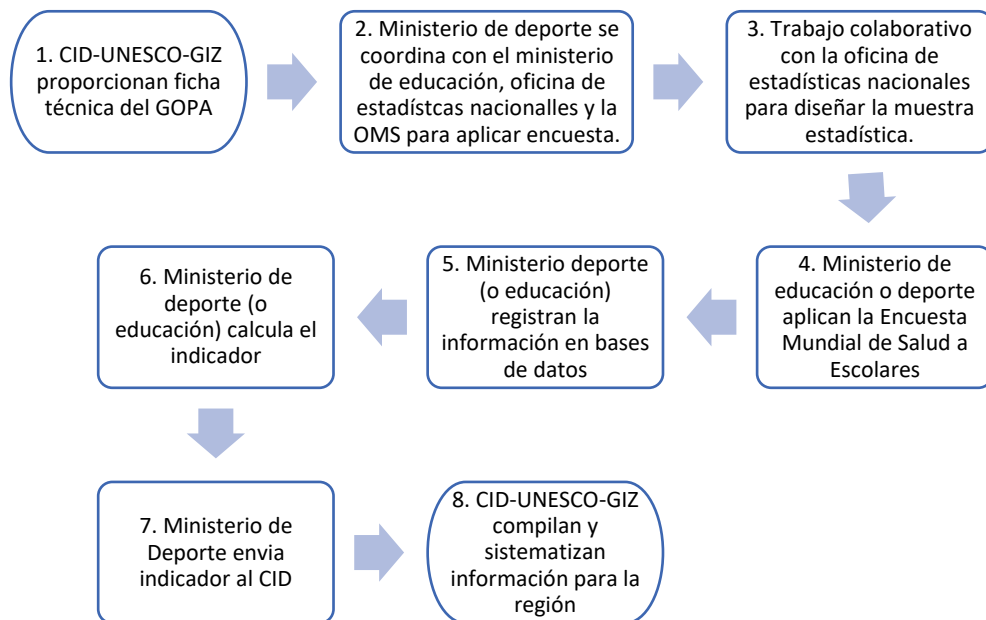 1. CID-UNESCO-GIZ
proporcionan ficha
técnica del GOPA
2. Ministerio de deporte se
coordina con el ministerio
de educación, oficina de
estadístcas nacionalles y la
OMS para aplicar encuesta.
3. Trabajo colaborativo
con la oficina de
estadísticas nacionales
para diseñar la muestra
estadística.
4. Ministerio de
educación o deporte
aplican la Encuesta
Mundial de Salud a
Escolares
5. Ministerio deporte
(o educación)
registran la
información en bases
de datos
6. Ministerio de
deporte (o
educación) calcula el
indicador
7. Ministerio de
Deporte envia
indicador al CID
8. CID-UNESCO-GIZ
compilan y
sistematizan
información para la
región